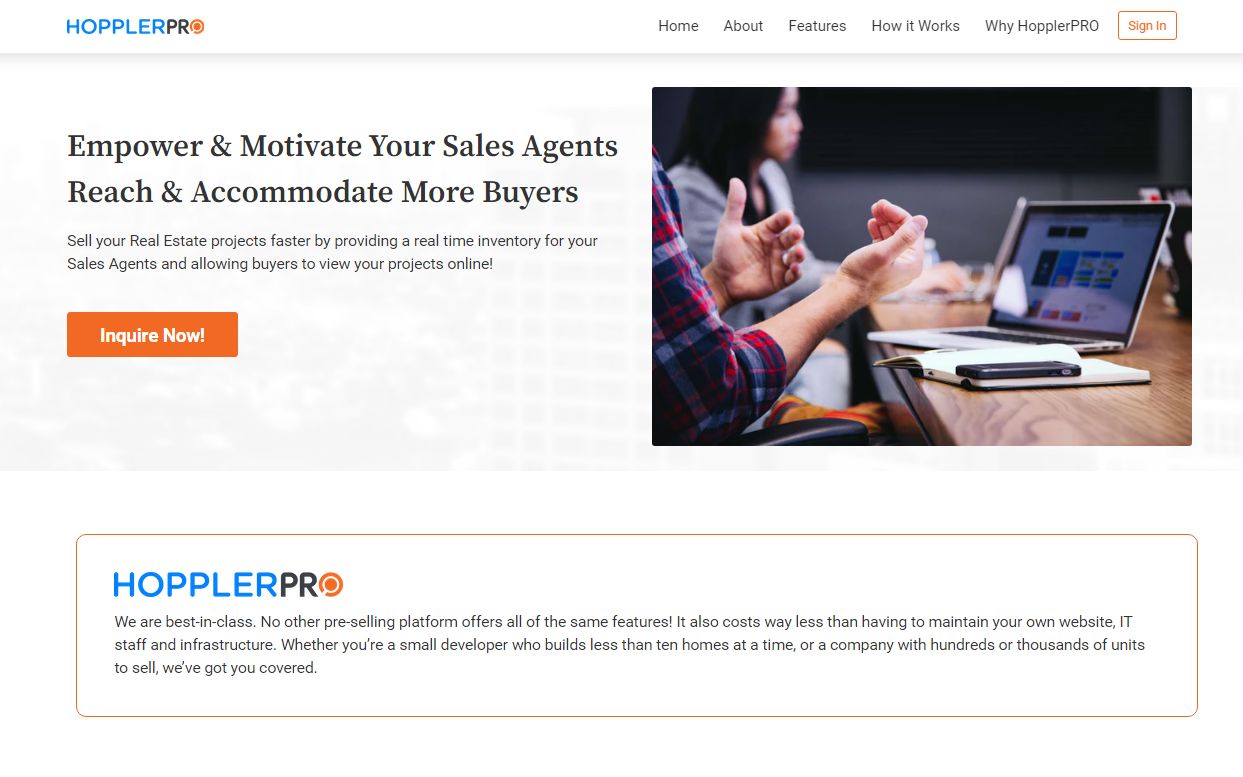 HOPPLERPRO
Home
About
Features
How it Works
Why HopplerPRO
Sign In
Empower & Motivate Your Sales Agents
Reach & Accommodate More Buyers
Sell your Real Estate projects faster by providing a real time inventory for your
Sales Agents and allowing buyers to view your projects online!
Inquire Now!
HOPPLERPRO
We are best-in-class. No other pre-selling platform offers all of the same features! It also costs way less than having to maintain your own website, IT
staff and infrastructure. Whether you’re a small developer who builds less than ten homes at a time, or a company with hundreds or thousands of units
to sell, we’ve got you covered.